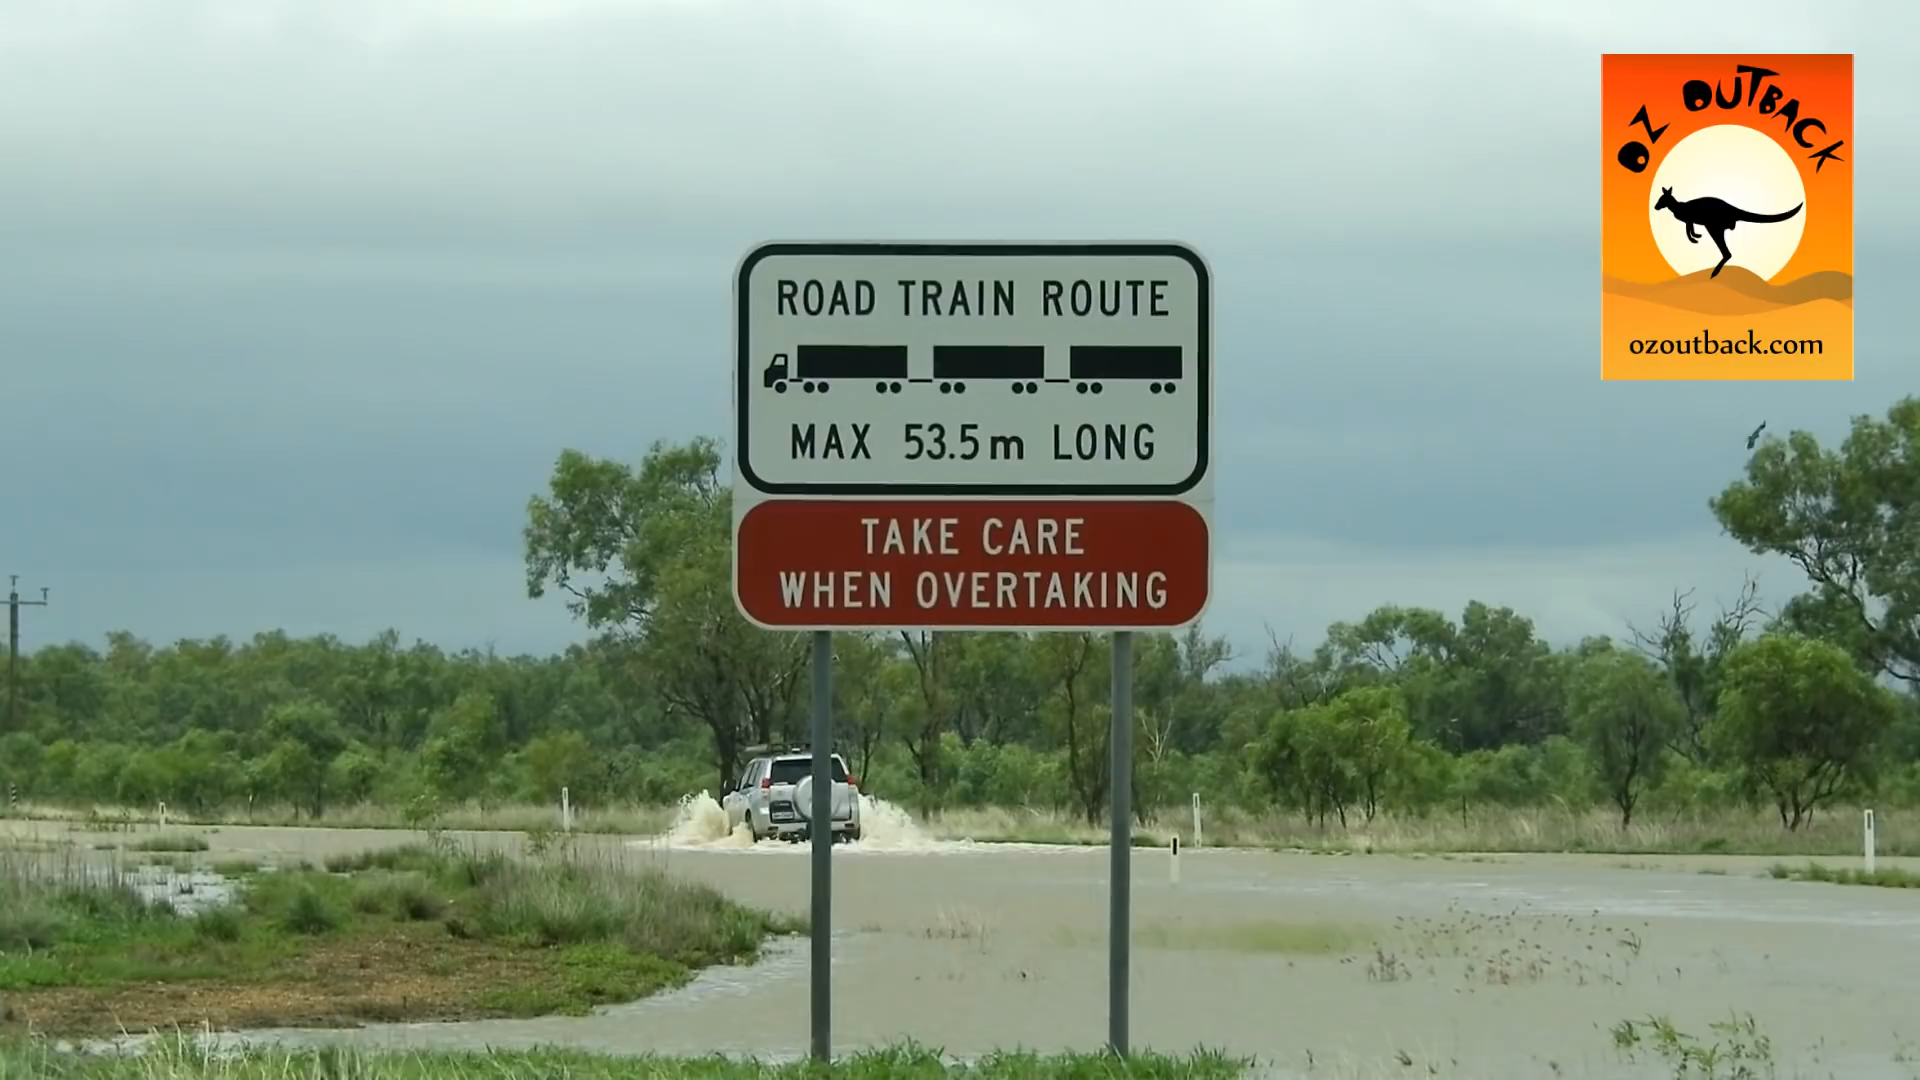 OZ OUTBACK
ozoutback.com
ROAD TRAIN ROUTE
MAX 53.5m LONG
TAKE CARE
WHEN OVERTAKING